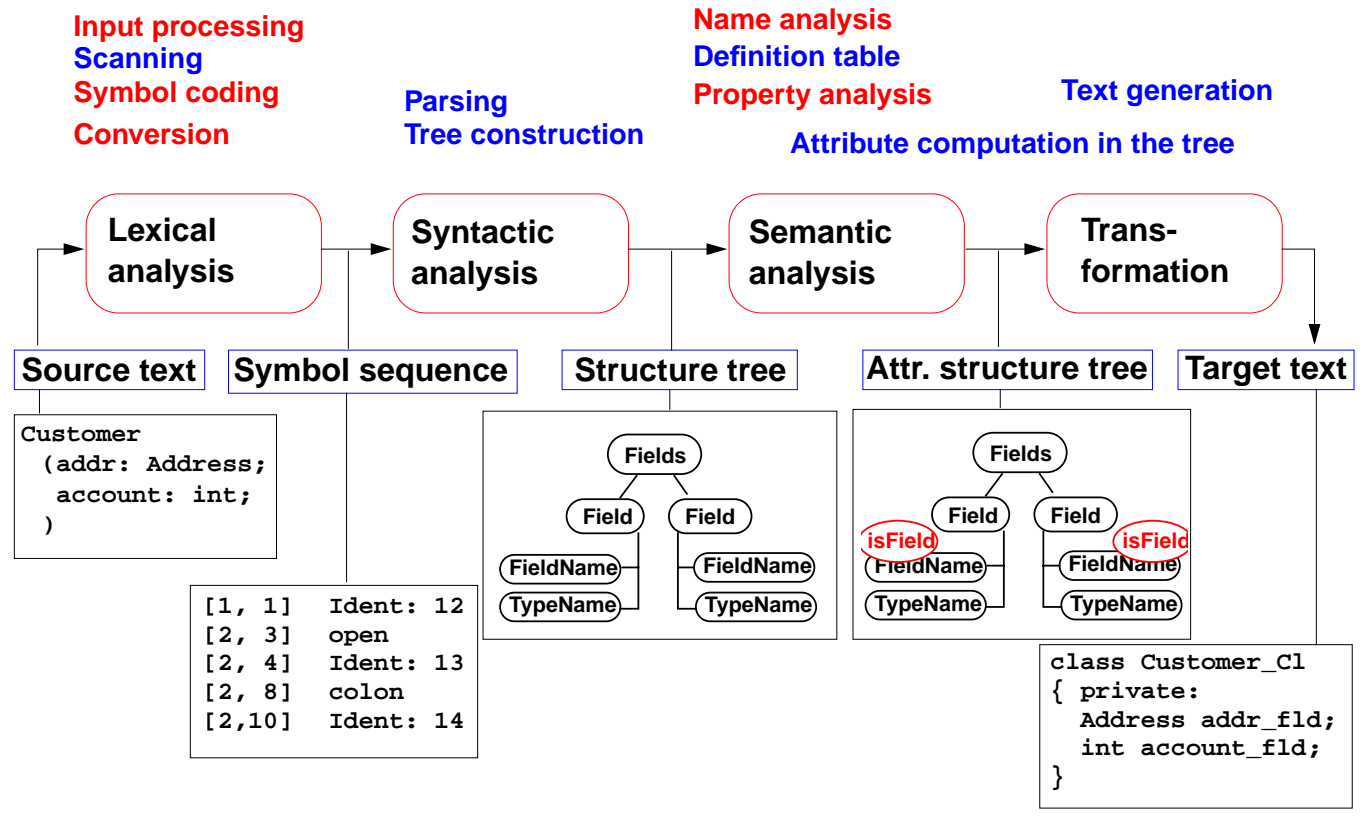 Input processing
Scanning
Symbol coding
Conversion
Parsing
Tree construction
Name analysis
Definition table
Property analysis
Text generation
Attribute computation in the tree
Lexical
analysis
Syntactic
analysis
Semantic
analysis
Trans-
formation
Source text
Symbol sequence
Structure tree
Attr. structure tree
Target text
Customer
(addr: Address;
account: int;
)
[1, 1] Ident: 12
[2, 3] open
[2, 4] Ident: 13
[2, 8] colon
[2,10] Ident: 14
Fields
Field Field
FieldName FieldName
TypeName TypeName
Fields
Field Field
isField isField
FieldName FieldName
TypeName TypeName
class Customer_Cl
{ private:
Address addr_fld;
int account_fld;
}